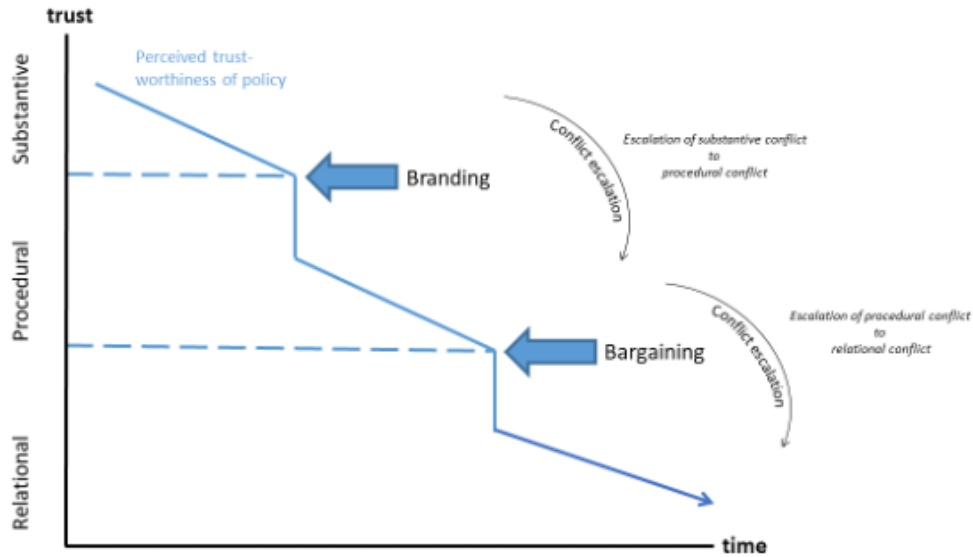 trust
Perceived trust-
worthiness of policy
Substantive
Branding
Conflict escalation
Escalation of substantive conflict
to
procedural conflict
Procedural
Bargaining
Conflict escalation
Escalation of procedural conflict
to
relational conflict
Relational
time